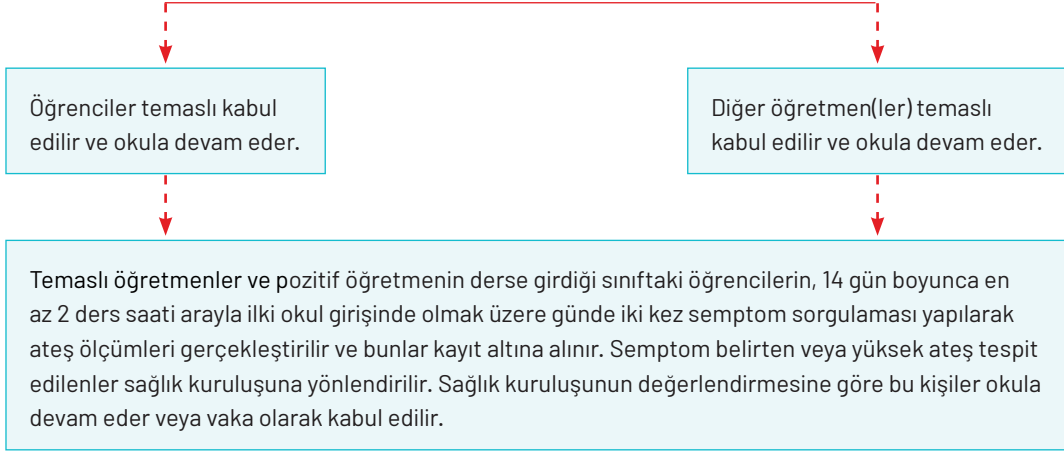 Öğrenciler temaslı kabul
edilir ve okula devam eder.
Diğer öğretmen(ler) temaslı
kabul edilir ve okula devam eder.
Temaslı öğretmenler ve pozitif öğretmenin derse girdiği sınıftaki öğrencilerin, 14 gün boyunca en
az 2 ders saati arayla ilki okul girişinde olmak üzere günde iki kez semptom sorgulaması yapılarak
ateş ölçümleri gerçekleştirilir ve bunlar kayıt altına alınır. Semptom belirten veya yüksek ateş tespit
edilenler sağlık kuruluşuna yönlendirilir. Sağlık kuruluşunun değerlendirmesine göre bu kişiler okula
devam eder veya vaka olarak kabul edilir.